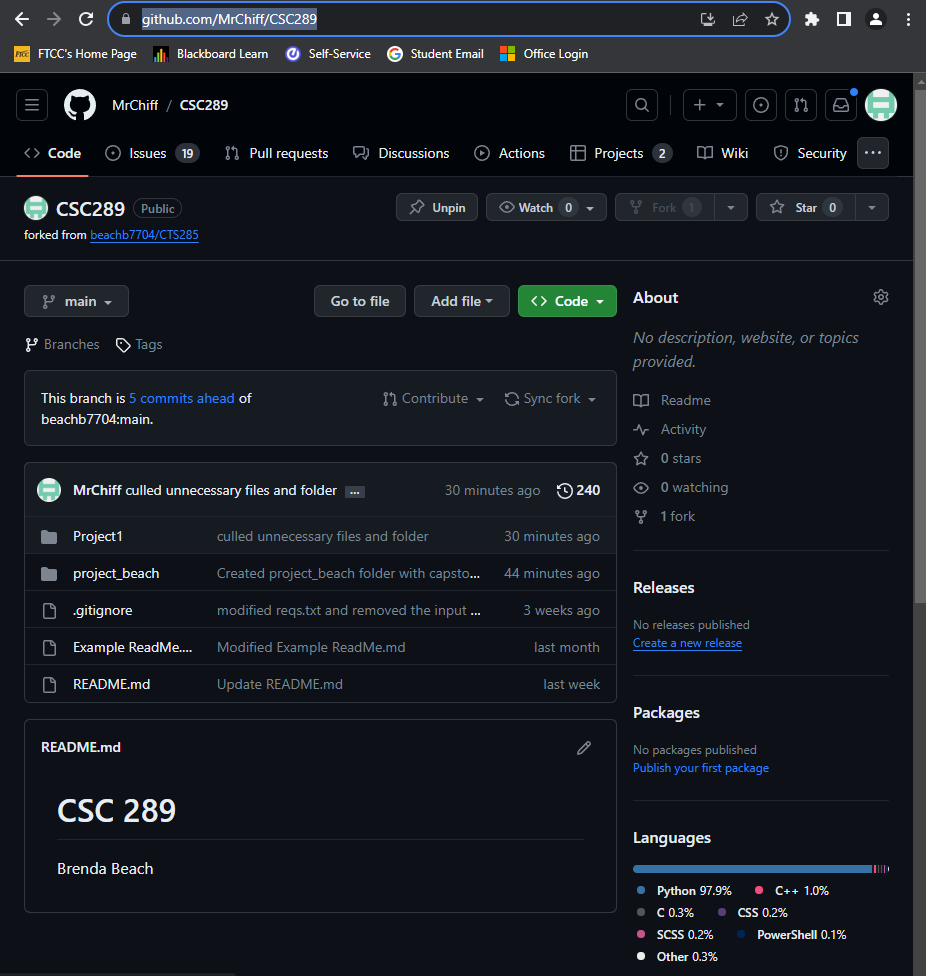 github.com/MrChiff/CSC289
FTCC's Home Page Blackboard Learn Self-Service Student Email Office Login
MrChiff / CSC289
Code Issues 19 Pull requests Discussions Actions Projects 2 Wiki Security ...
CSC289 Public Unpin Watch 0 Fork 1 Star 0
forked from beachb7704/CTS285
main Go to file Add file <> Code
Branches Tags
This branch is 5 commits ahead of
beachb7704:main.
Contribute Sync fork
MrChiff culled unnecessary files and folder ... 30 minutes ago 240
Project1 culled unnecessary files and folder 30 minutes ago
project_beach Created project_beach folder with capsto... 44 minutes ago
.gitignore modified reqs.txt and removed the input ... 3 weeks ago
Example ReadMe.... Modified Example ReadMe.md last month
README.md Update README.md last week
README.md
CSC 289
Brenda Beach
About
No description, website, or topics
provided.
Readme
Activity
0 stars
0 watching
1 fork
Releases
No releases published
Create a new release
Packages
No packages published
Publish your first package
Languages
Python 97.9% C++ 1.0%
C 0.3% CSS 0.2%
SCSS 0.2% PowerShell 0.1%
Other 0.3%